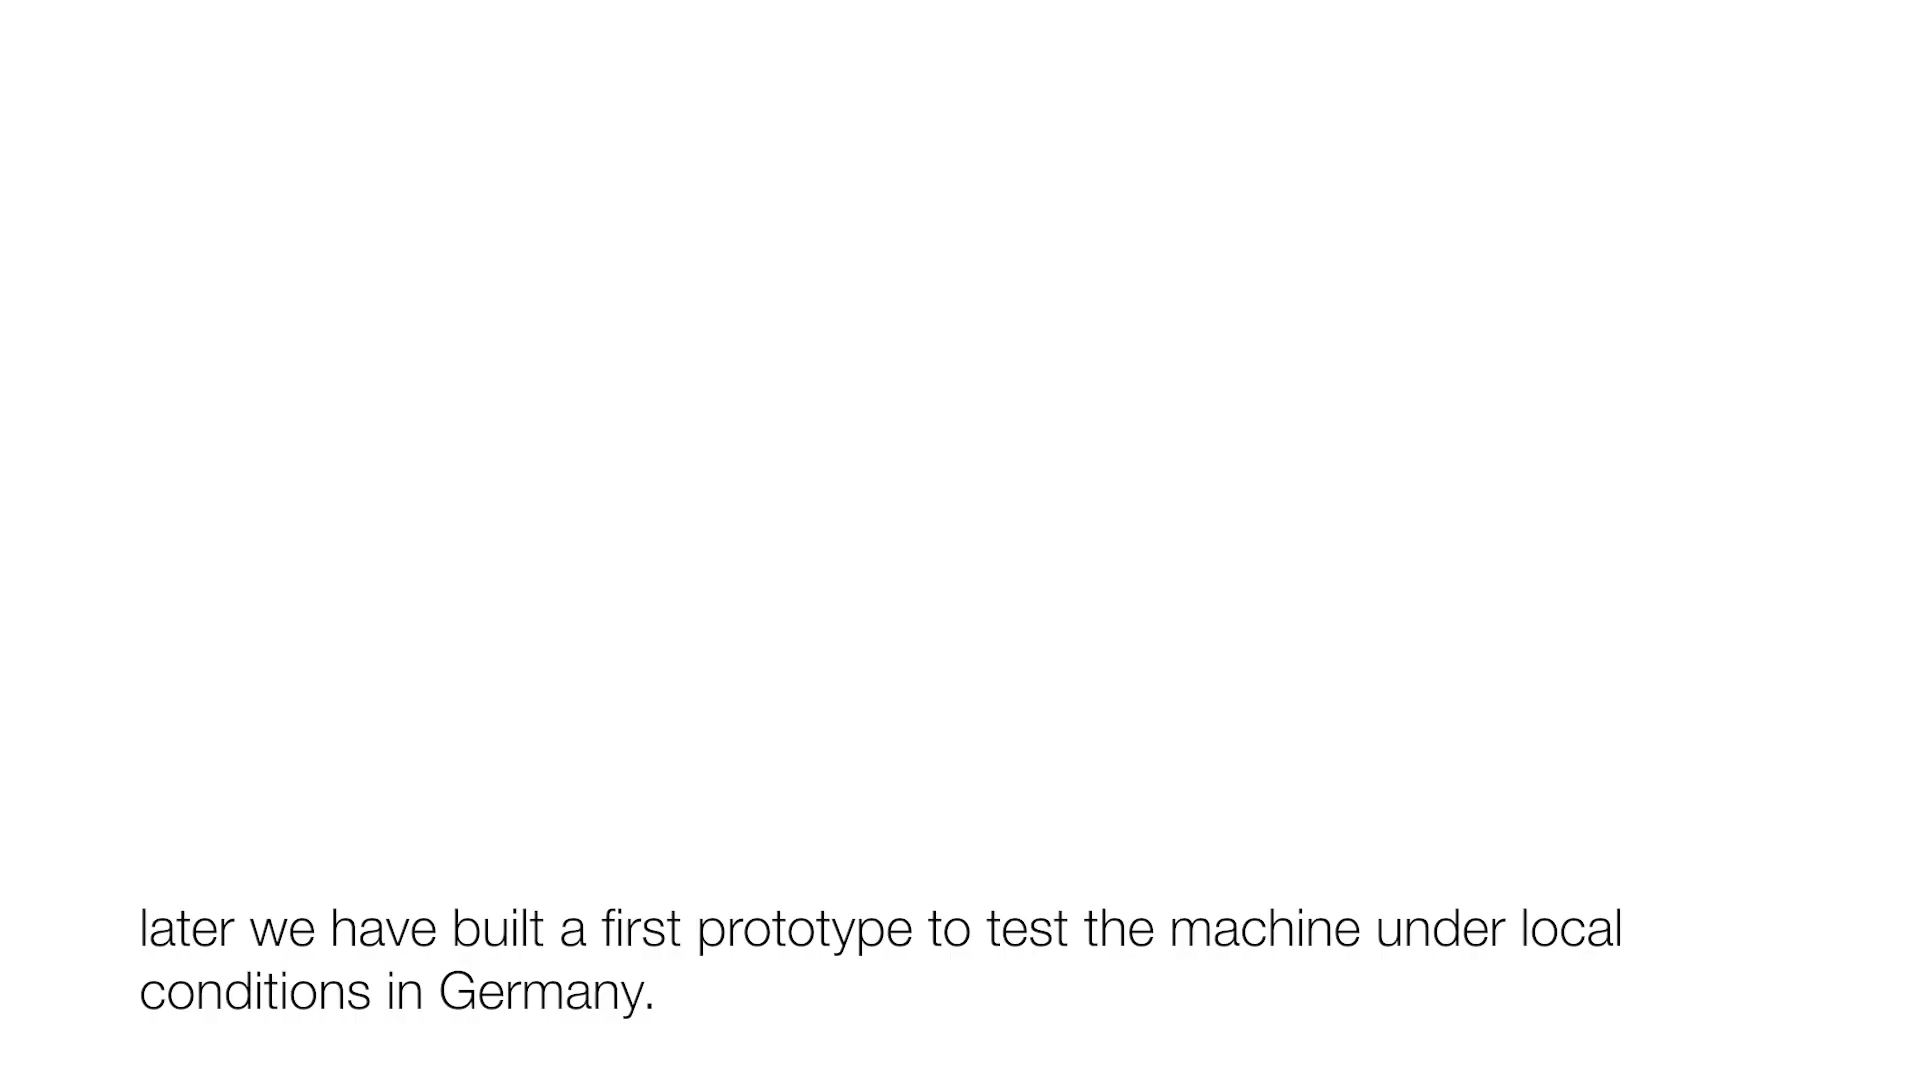 later we have built a first prototype to test the machine under local
conditions in Germany.